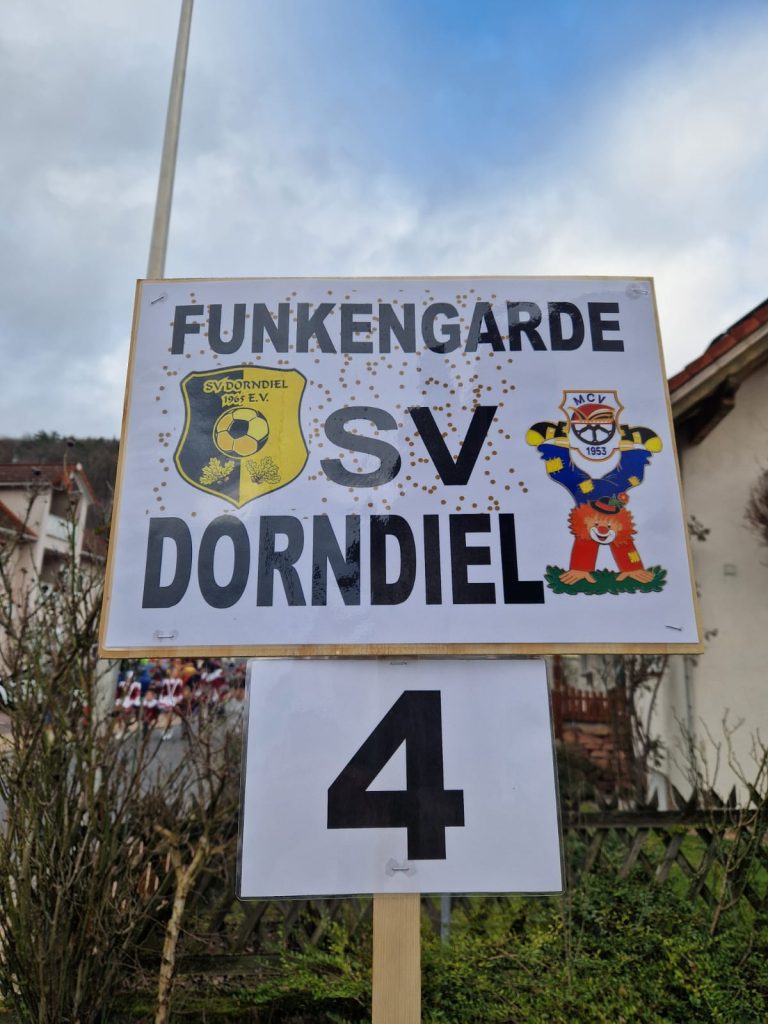 FUNKENGARDE
SV DORNDIEL
1965 E.V.
SV
MCV
1953
DORNDIEL
4